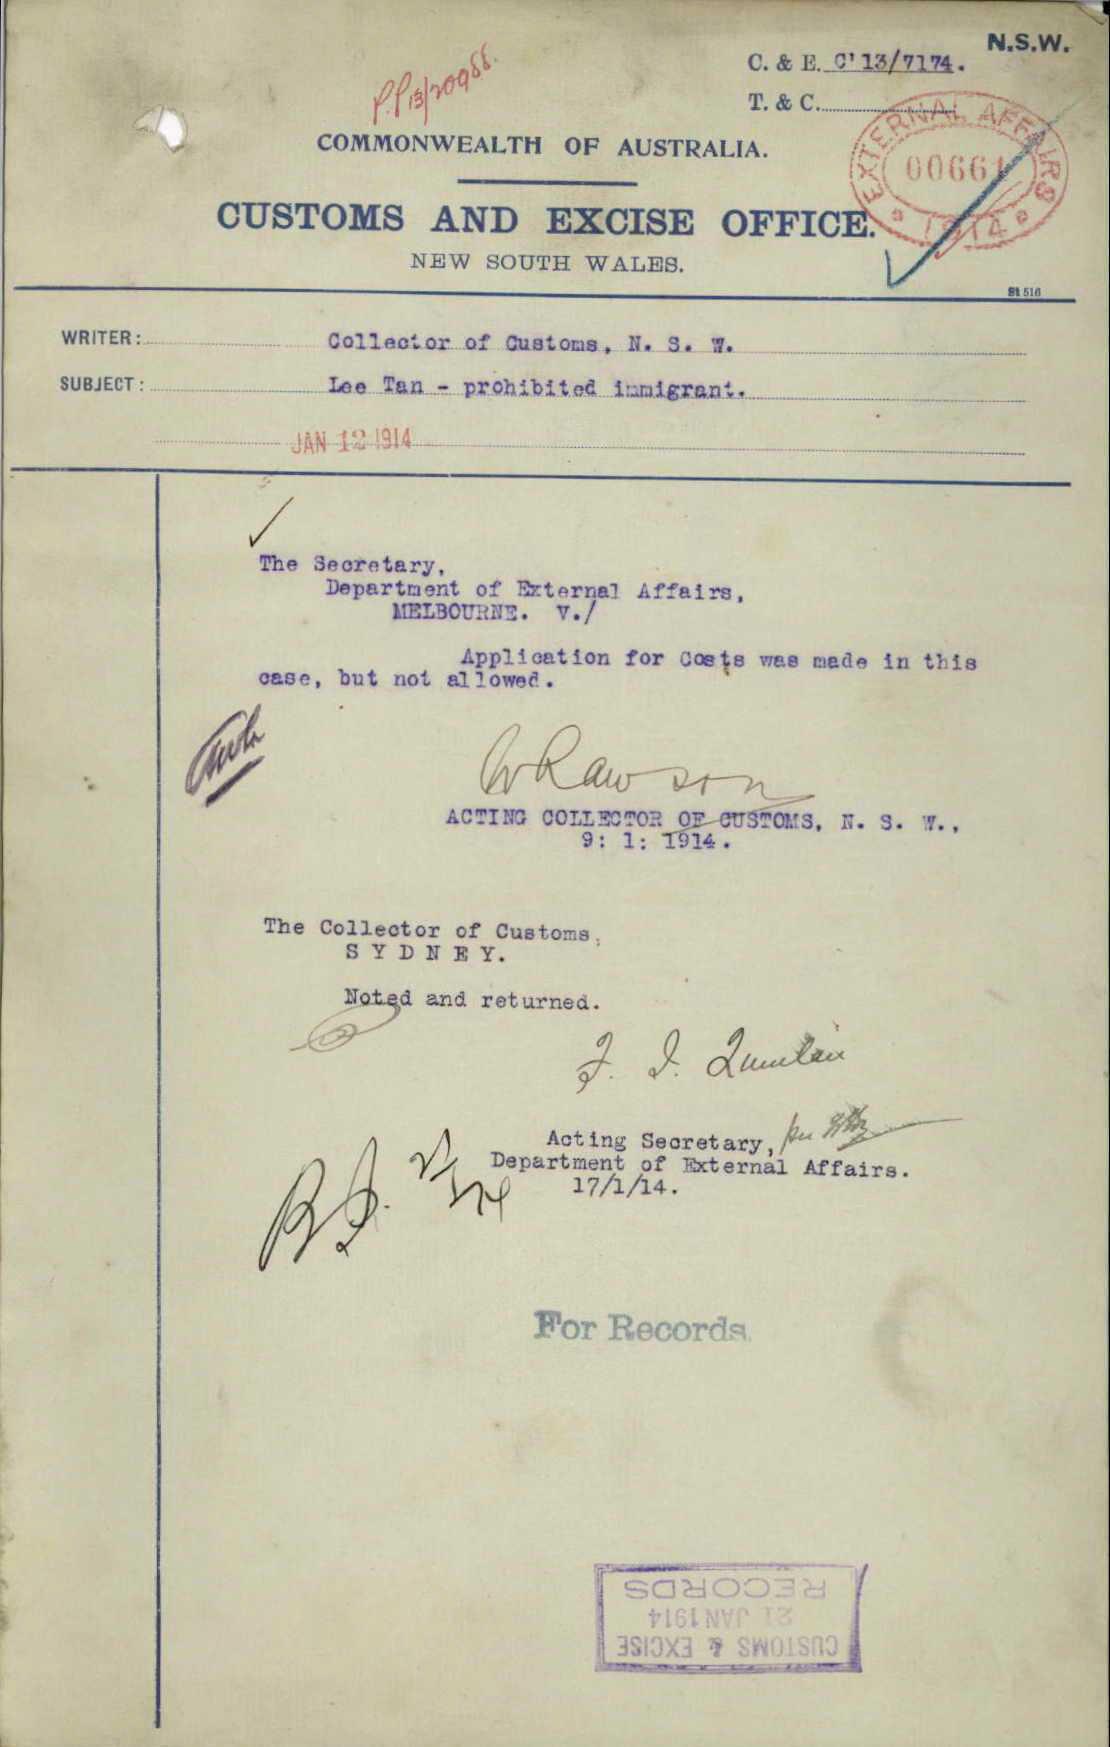 N.S.W.
P.P 13/20988.
C. & E. C'13/7174.
T. & C.
EXTERNAL AFFAIRS
00661
1914
COMMONWEALTH OF AUSTRALIA.
CUSTOMS AND EXCISE OFFICE.
NEW SOUTH WALES.
St 516
WRITER: Collector of Customs, N. S. W.
SUBJECT: Lee Tan - prohibited immigrant.
JAN 12 1914
The Secretary,
Department of External Affairs,
MELBOURNE. V./
Application for Costs was made in this
case, but not allowed.
W Rawson
ACTING COLLECTOR OF CUSTOMS, N. S. W.,
9: 1: 1914.
The Collector of Customs,
S Y D N E Y.
Noted and returned.
F. J. Quinlan
Acting Secretary, per
Department of External Affairs.
17/1/14.
For Records
CUSTOMS & EXCISE
21 JAN 1914
RECORDS